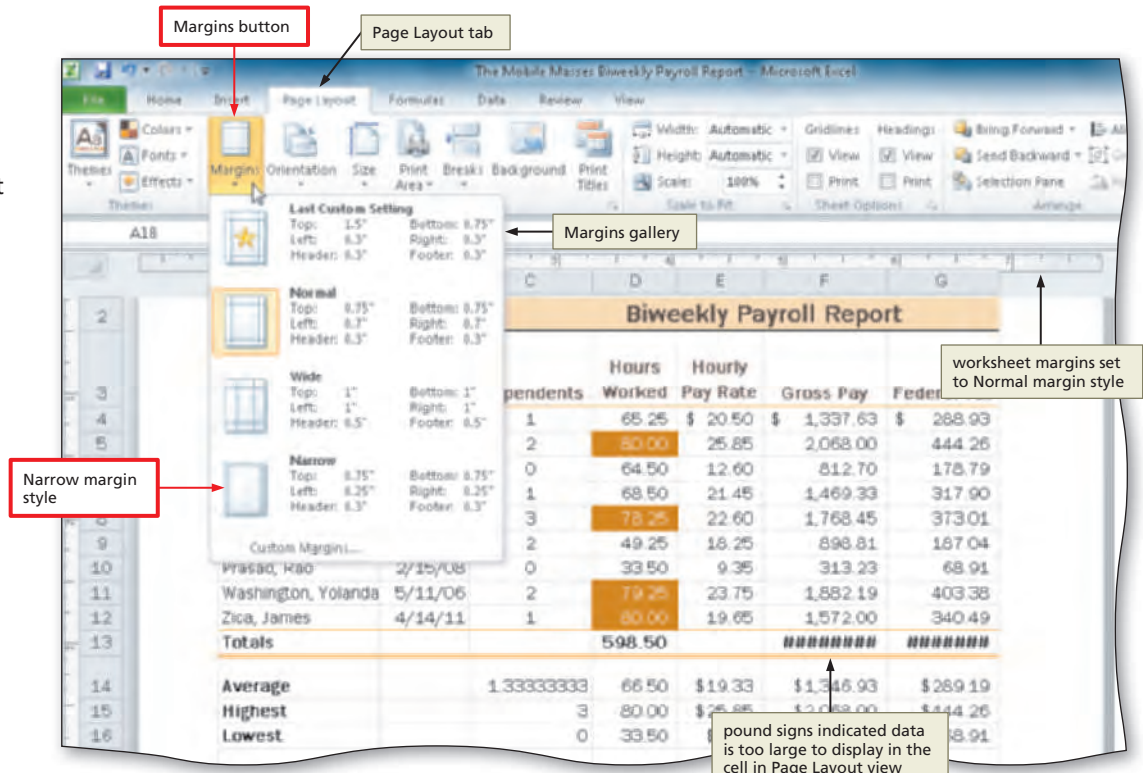 Margins button
Page Layout tab
The Mobile Masses Biweekly Payroll Report - Microsoft Excel
File Home Insert Page Layout Formulas Data Review View
Themes
Colors
Fonts
Effects
Themes
Margins Orientation Size Print Area Breaks Background Print Titles
Width: Automatic
Height: Automatic
Scale: 100%
Scale to Fit
Gridlines
View
Print
Headings
View
Print
Sheet Options
Bring Forward
Send Backward
Selection Pane
Arrange
A18
Last Custom Setting
Top: 1.5" Bottom: 0.75"
Left: 0.3" Right: 0.3"
Header: 0.3" Footer: 0.3"
Normal
Top: 0.75" Bottom: 0.75"
Left: 0.7" Right: 0.7"
Header: 0.3" Footer: 0.3"
Wide
Top: 1" Bottom: 1"
Left: 1" Right: 1"
Header: 0.5" Footer: 0.5"
Narrow
Top: 0.75" Bottom: 0.75"
Left: 0.25" Right: 0.25"
Header: 0.3" Footer: 0.3"
Custom Margins...
Margins gallery
Narrow margin
style
worksheet margins set
to Normal margin style
C D E F G
2 Biweekly Payroll Report
Hours Hourly
3 pendents Worked Pay Rate Gross Pay Feder
4 1 65.25 $ 20.50 $ 1,337.63 $ 288.93
5 2 80.00 25.85 2,068.00 444.26
0 64.50 12.60 812.70 178.79
1 68.50 21.45 1,469.33 317.90
8 3 78.25 22.60 1,768.45 373.01
9 2 49.25 18.25 898.81 187.04
10 Prasad, Rao 2/15/08 0 33.50 9.35 313.23 68.91
11 Washington, Yolanda 5/11/06 2 79.25 23.75 1,882.19 403.38
12 Zica, James 4/14/11 1 80.00 19.65 1,572.00 340.49
13 Totals 598.50 ######## #######
14 Average 1.33333333 66.50 $19.33 $1,346.93 $289.19
15 Highest 3 80.00 $25.85 $2,068.00 $444.26
16 Lowest 0 33.50 $ 8.91
pound signs indicated data
is too large to display in the
cell in Page Layout view